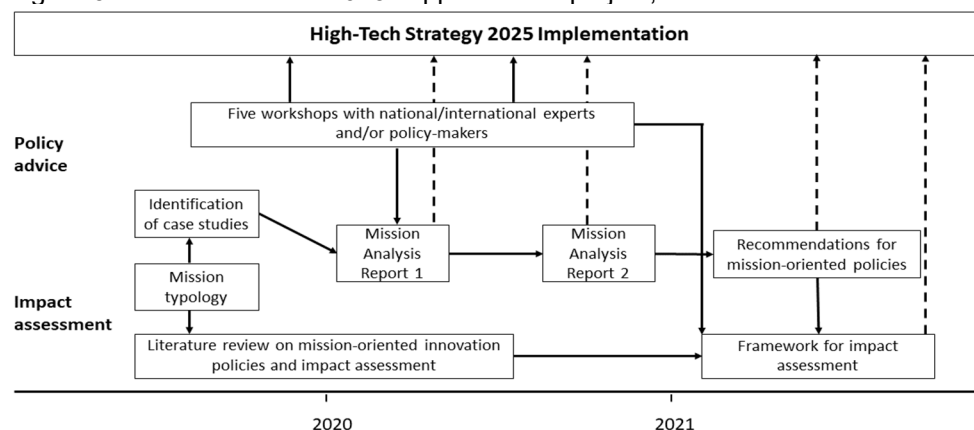 High-Tech Strategy 2025 Implementation
Five workshops with national/international experts
and/or policy-makers
Policy
advice
Identification
of case studies
Mission
Analysis
Report 1
Mission
Analysis
Report 2
Recommendations for
mission-oriented policies
Mission
typology
Impact
assessment
Literature review on mission-oriented innovation
policies and impact assessment
Framework for impact
assessment
2020
2021